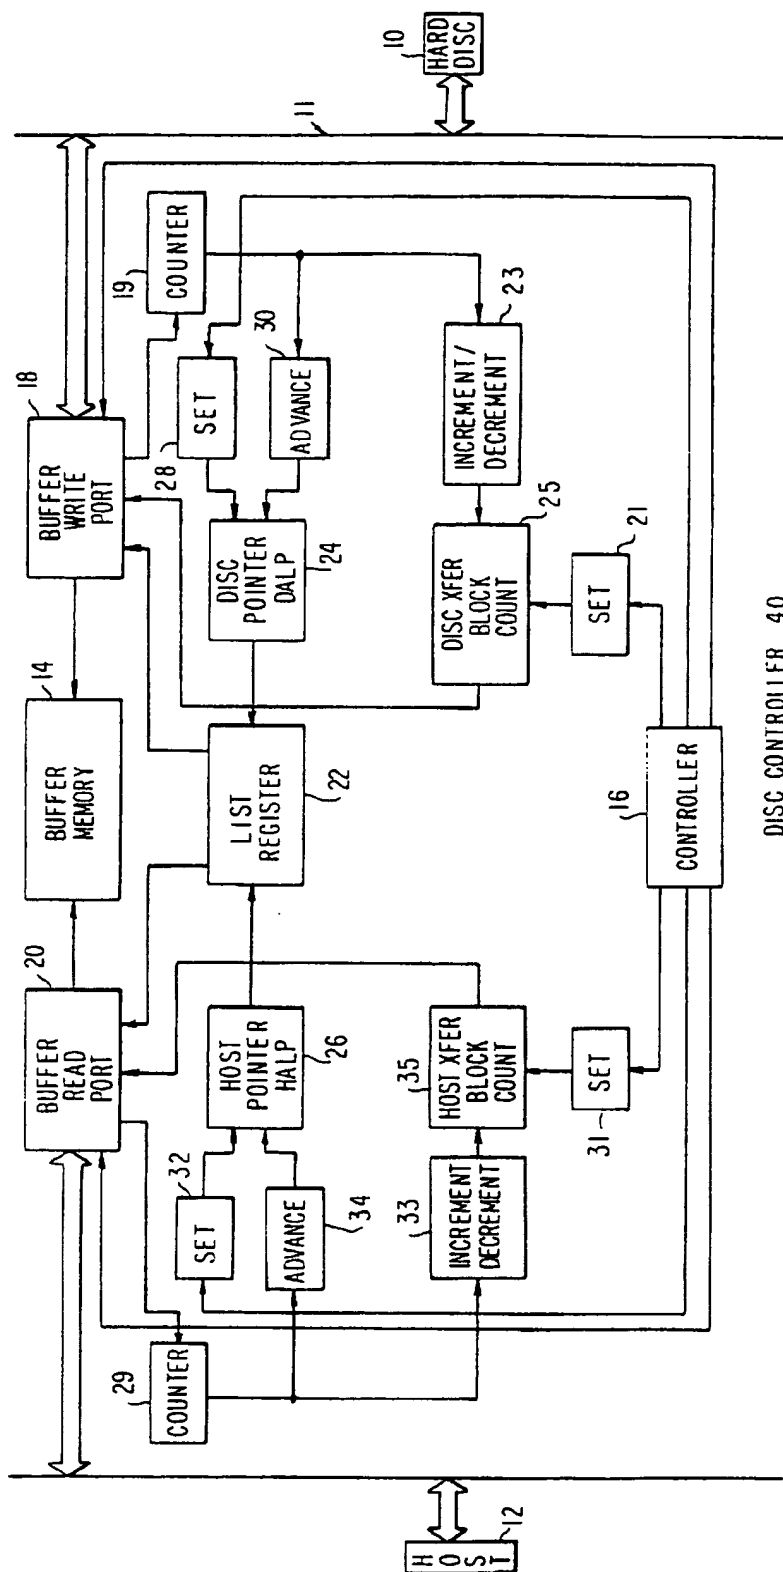 20
BUFFER
READ
PORT
14
BUFFER
MEMORY
18
BUFFER
WRITE
PORT
29
COUNTER
32
SET
34
ADVANCE
HOST
POINTER
HALP
26
LIST
REGISTER
22
DISC
POINTER
DALP
24
28
SET
30
ADVANCE
19
COUNTER
11
12
HOST
10
HARD
DISC
33
INCREMENT
DECREMENT
35
HOST XFER
BLOCK
COUNT
DISC XFER
BLOCK
COUNT
25
INCREMENT/
DECREMENT
23
31
SET
SET
21
16
CONTROLLER
DISC CONTROLLER 40